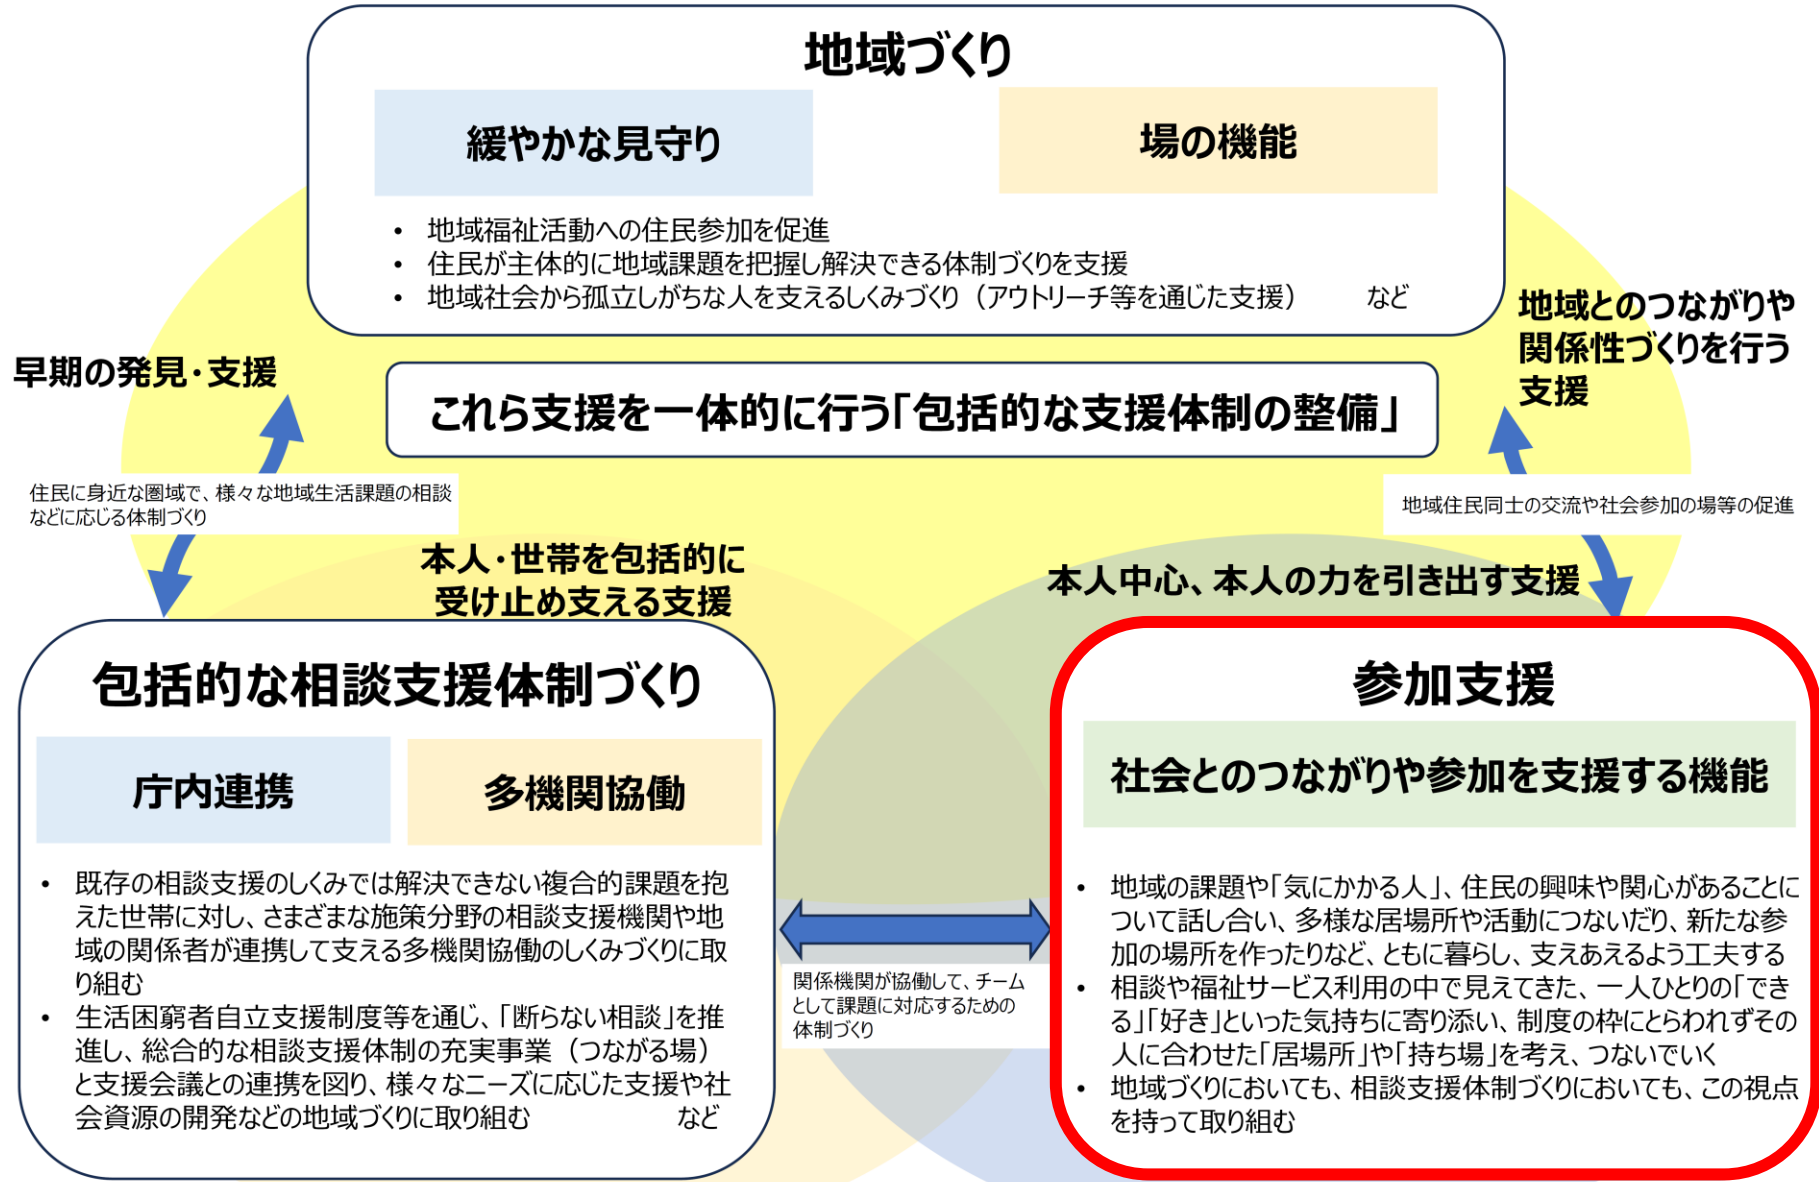 地域づくり
緩やかな見守り
場の機能
• 地域福祉活動への住民参加を促進
• 住民が主体的に地域課題を把握し解決できる体制づくりを支援
• 地域社会から孤立しがちな人を支えるしくみづくり（アウトリーチ等を通じた支援）　　など
早期の発見・支援
これら支援を一体的に行う「包括的な支援体制の整備」
地域とのつながりや
関係性づくりを行う
支援
住民に身近な圏域で、様々な地域生活課題の相談
などに応じる体制づくり
地域住民同士の交流や社会参加の場等の促進
本人・世帯を包括的に
受け止め支える支援
本人中心、本人の力を引き出す支援
包括的な相談支援体制づくり
庁内連携
多機関協働
• 既存の相談支援のしくみでは解決できない複合的課題を抱
えた世帯に対し、さまざまな施策分野の相談支援機関や地
域の関係者が連携して支える多機関協働のしくみづくりに取
り組む
• 生活困窮者自立支援制度等を通じ、「断らない相談」を推
進し、総合的な相談支援体制の充実事業（つながる場）
と支援会議との連携を図り、様々なニーズに応じた支援や社
会資源の開発などの地域づくりに取り組む　　など
関係機関が協働して、チーム
として課題に対応するための
体制づくり
参加支援
社会とのつながりや参加を支援する機能
• 地域の課題や「気にかかる人」、住民の興味や関心があることに
ついて話し合い、多様な居場所や活動につないだり、新たな参
加の場所を作ったりなど、ともに暮らし、支えあえるよう工夫する
• 相談や福祉サービス利用の中で見えてきた、一人ひとりの「でき
る」「好き」といった気持ちに寄り添い、制度の枠にとらわれずその
人に合わせた「居場所」や「持ち場」を考え、つないでいく
• 地域づくりにおいても、相談支援体制づくりにおいても、この視点
を持って取り組む